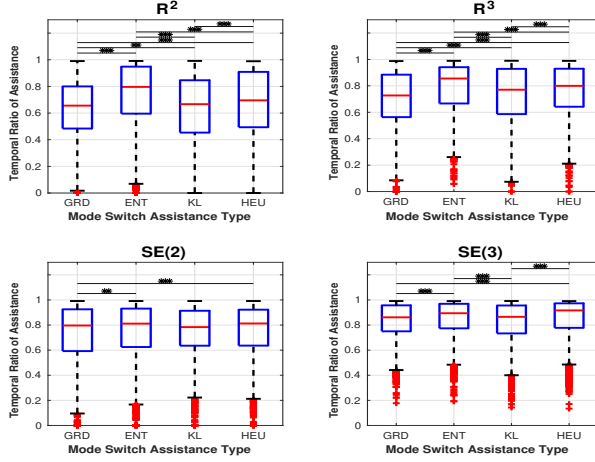 R²
***
***
***
**
***
***
Temporal Ratio of Assistance
1
0.8
0.6
0.4
0.2
0
GRD ENT KL HEU
Mode Switch Assistance Type
R³
***
***
***
***
***
Temporal Ratio of Assistance
1
0.8
0.6
0.4
0.2
0
GRD ENT KL HEU
Mode Switch Assistance Type
SE(2)
***
**
Temporal Ratio of Assistance
1
0.8
0.6
0.4
0.2
0
GRD ENT KL HEU
Mode Switch Assistance Type
SE(3)
***
***
***
***
Temporal Ratio of Assistance
1
0.8
0.6
0.4
0.2
0
GRD ENT KL HEU
Mode Switch Assistance Type